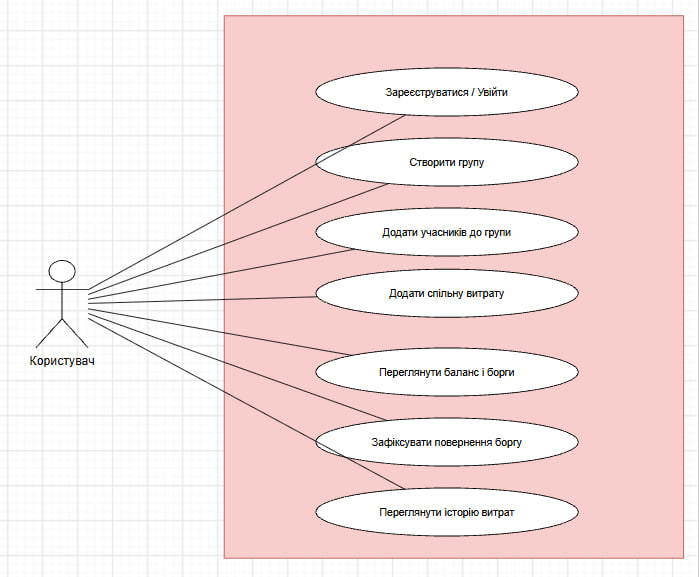 Зареєструватися / Увійти
Створити групу
Додати учасників до групи
Додати спільну витрату
Користувач
Переглянути баланс і борги
Зафіксувати повернення боргу
Переглянути історію витрат